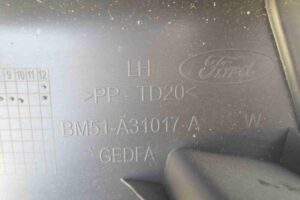 LH
Ford
>PP - TD20<
9 10 11 12
BM51-A31017-A W
GEDFA